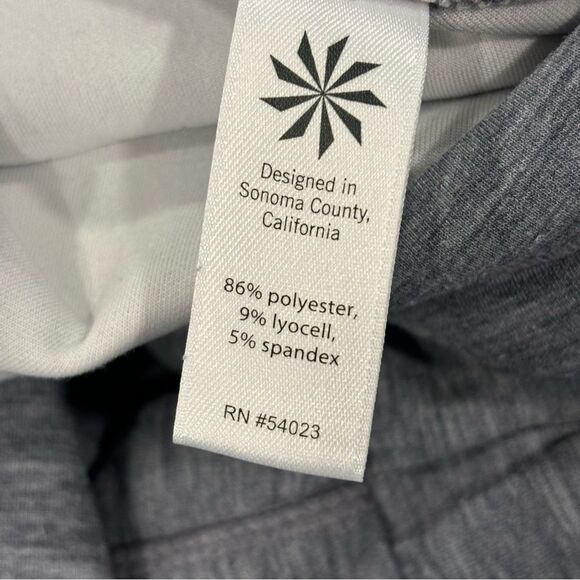 Designed in
Sonoma County,
California
86% polyester,
9% lyocell,
5% spandex
RN #54023